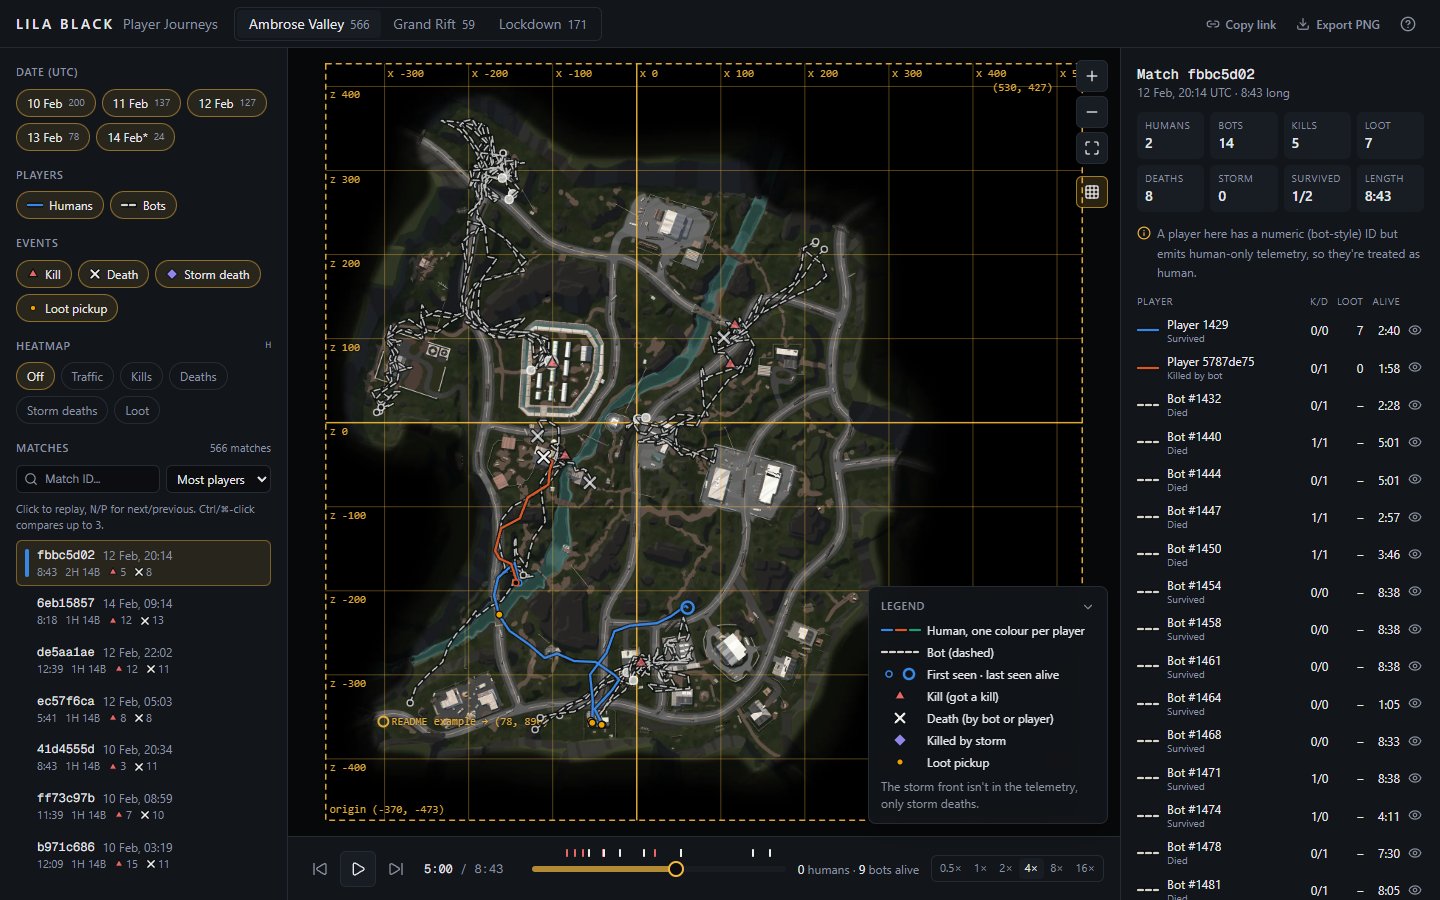 LILA BLACK Player Journeys
Ambrose Valley 566 Grand Rift 59 Lockdown 171
Copy link Export PNG
DATE (UTC)
10 Feb 200 11 Feb 137 12 Feb 127
13 Feb 78 14 Feb* 24
PLAYERS
Humans Bots
EVENTS
Kill Death Storm death
Loot pickup
HEATMAP H
Off Traffic Kills Deaths
Storm deaths Loot
MATCHES 566 matches
Match ID... Most players
Click to replay, N/P for next/previous. Ctrl/⌘-click
compares up to 3.
fbbc5d02 12 Feb, 20:14
8:43 2H 14B 5 8
6eb15857 14 Feb, 09:14
8:18 1H 14B 12 13
de5aa1ae 12 Feb, 22:02
12:39 1H 14B 12 11
ec57f6ca 12 Feb, 05:03
5:41 1H 14B 8 8
41d4555d 10 Feb, 20:34
8:43 1H 14B 3 11
ff73c97b 10 Feb, 08:59
11:39 1H 14B 7 10
b971c686 10 Feb, 03:19
12:09 1H 14B 15 11
x -300 x -200 x -100 x 0 x 100 x 200 x 300 x 400
(530, 427)
z 400
z 300
z 200
z 100
z 0
z -100
z -200
z -300
README example → (78, 89
z -400
origin (-370, -473)
LEGEND
Human, one colour per player
Bot (dashed)
First seen · last seen alive
Kill (got a kill)
Death (by bot or player)
Killed by storm
Loot pickup
The storm front isn't in the telemetry,
only storm deaths.
5:00 / 8:43
0 humans · 9 bots alive
0.5× 1× 2× 4× 8× 16×
Match fbbc5d02
12 Feb, 20:14 UTC · 8:43 long
HUMANS BOTS KILLS LOOT
2 14 5 7
DEATHS STORM SURVIVED LENGTH
8 0 1/2 8:43
A player here has a numeric (bot-style) ID but
emits human-only telemetry, so they're treated as
human.
PLAYER K/D LOOT ALIVE
Player 1429 0/0 7 2:40
Survived
Player 5787de75 0/1 0 1:58
Killed by bot
Bot #1432 0/1 – 2:28
Died
Bot #1440 1/1 – 5:01
Died
Bot #1444 0/1 – 5:01
Died
Bot #1447 1/1 – 2:57
Died
Bot #1450 1/1 – 3:46
Died
Bot #1454 0/0 – 8:38
Survived
Bot #1458 0/0 – 8:38
Survived
Bot #1461 0/0 – 8:38
Survived
Bot #1464 0/0 – 1:05
Survived
Bot #1468 0/0 – 8:33
Survived
Bot #1471 1/0 – 8:38
Survived
Bot #1474 1/0 – 4:11
Survived
Bot #1478 0/1 – 7:30
Died
Bot #1481 0/1 – 8:05
Died